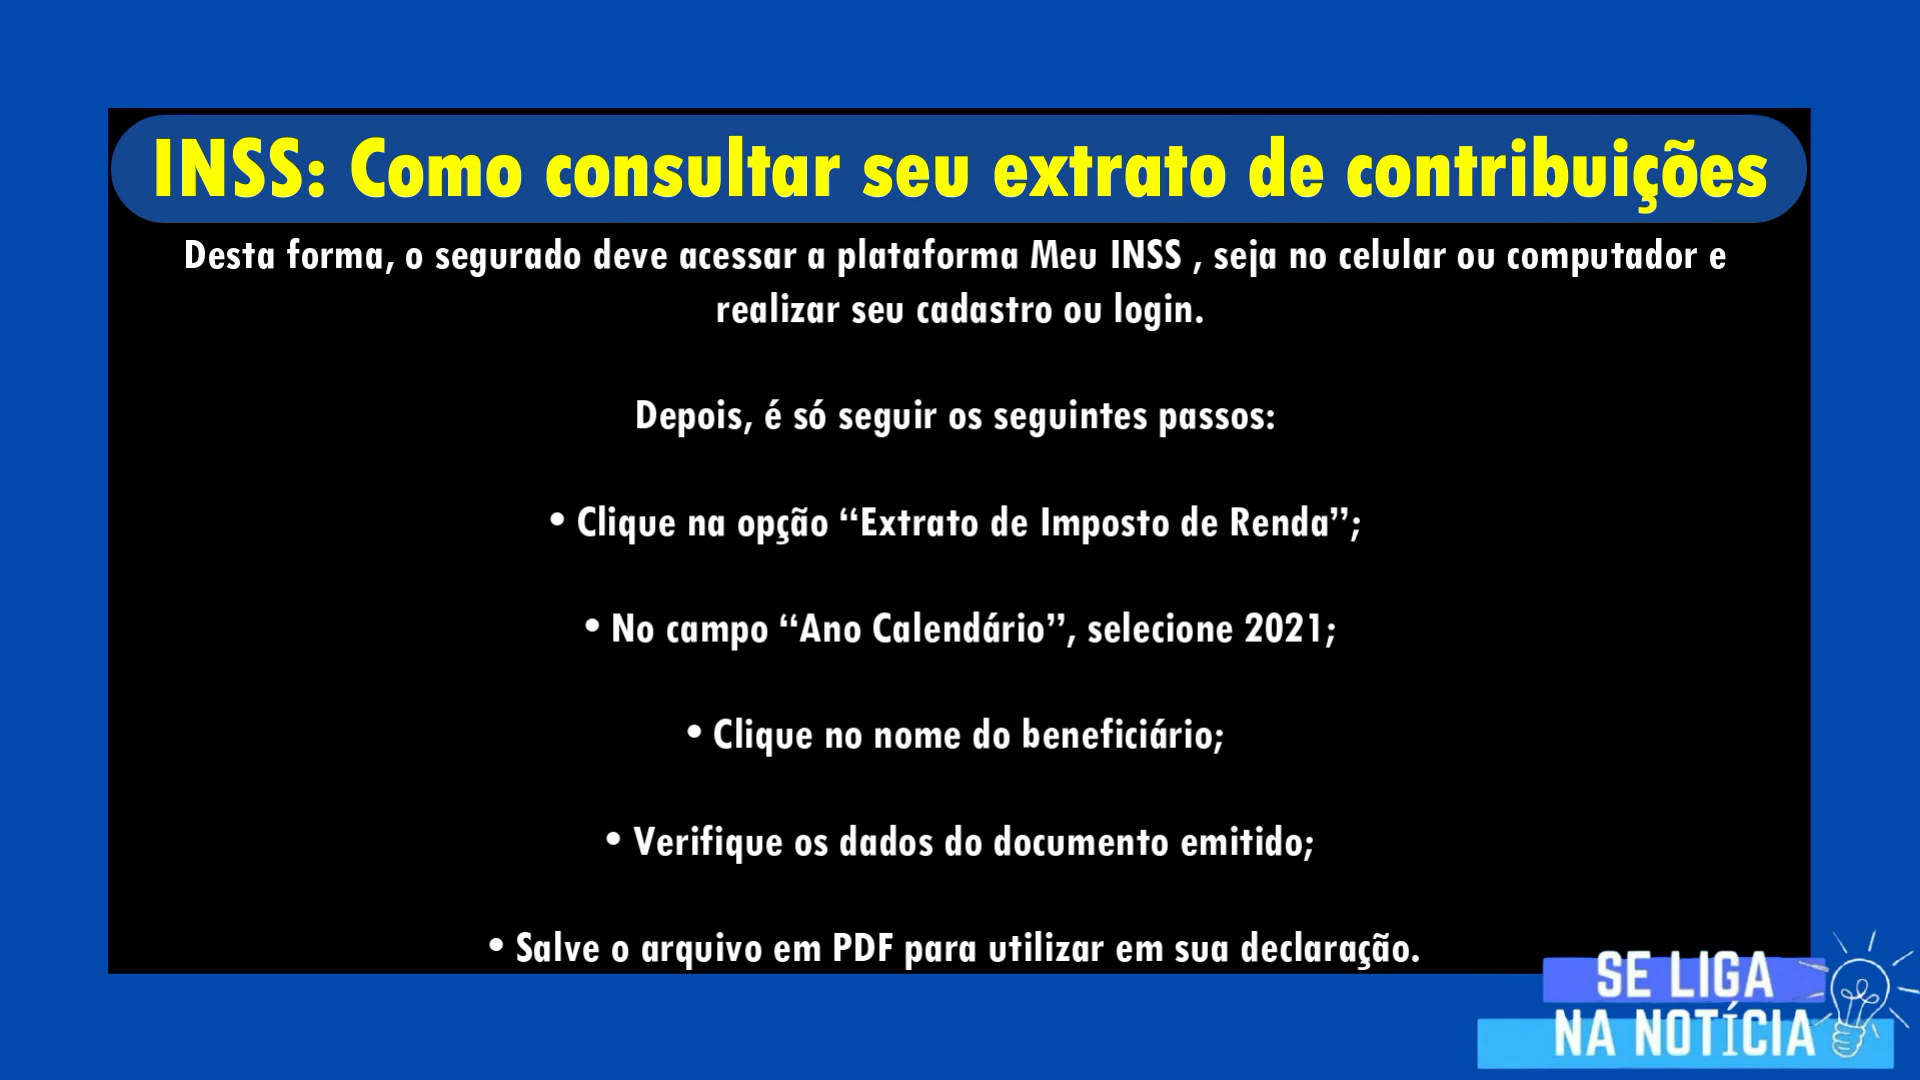 INSS: Como consultar seu extrato de contribuições
Desta forma, o segurado deve acessar a plataforma Meu INSS , seja no celular ou computador e
realizar seu cadastro ou login.
Depois, é só seguir os seguintes passos:
• Clique na opção “Extrato de Imposto de Renda”;
• No campo “Ano Calendário”, selecione 2021;
• Clique no nome do beneficiário;
• Verifique os dados do documento emitido;
• Salve o arquivo em PDF para utilizar em sua declaração.
SE LIGA
NA NOTÍCIA